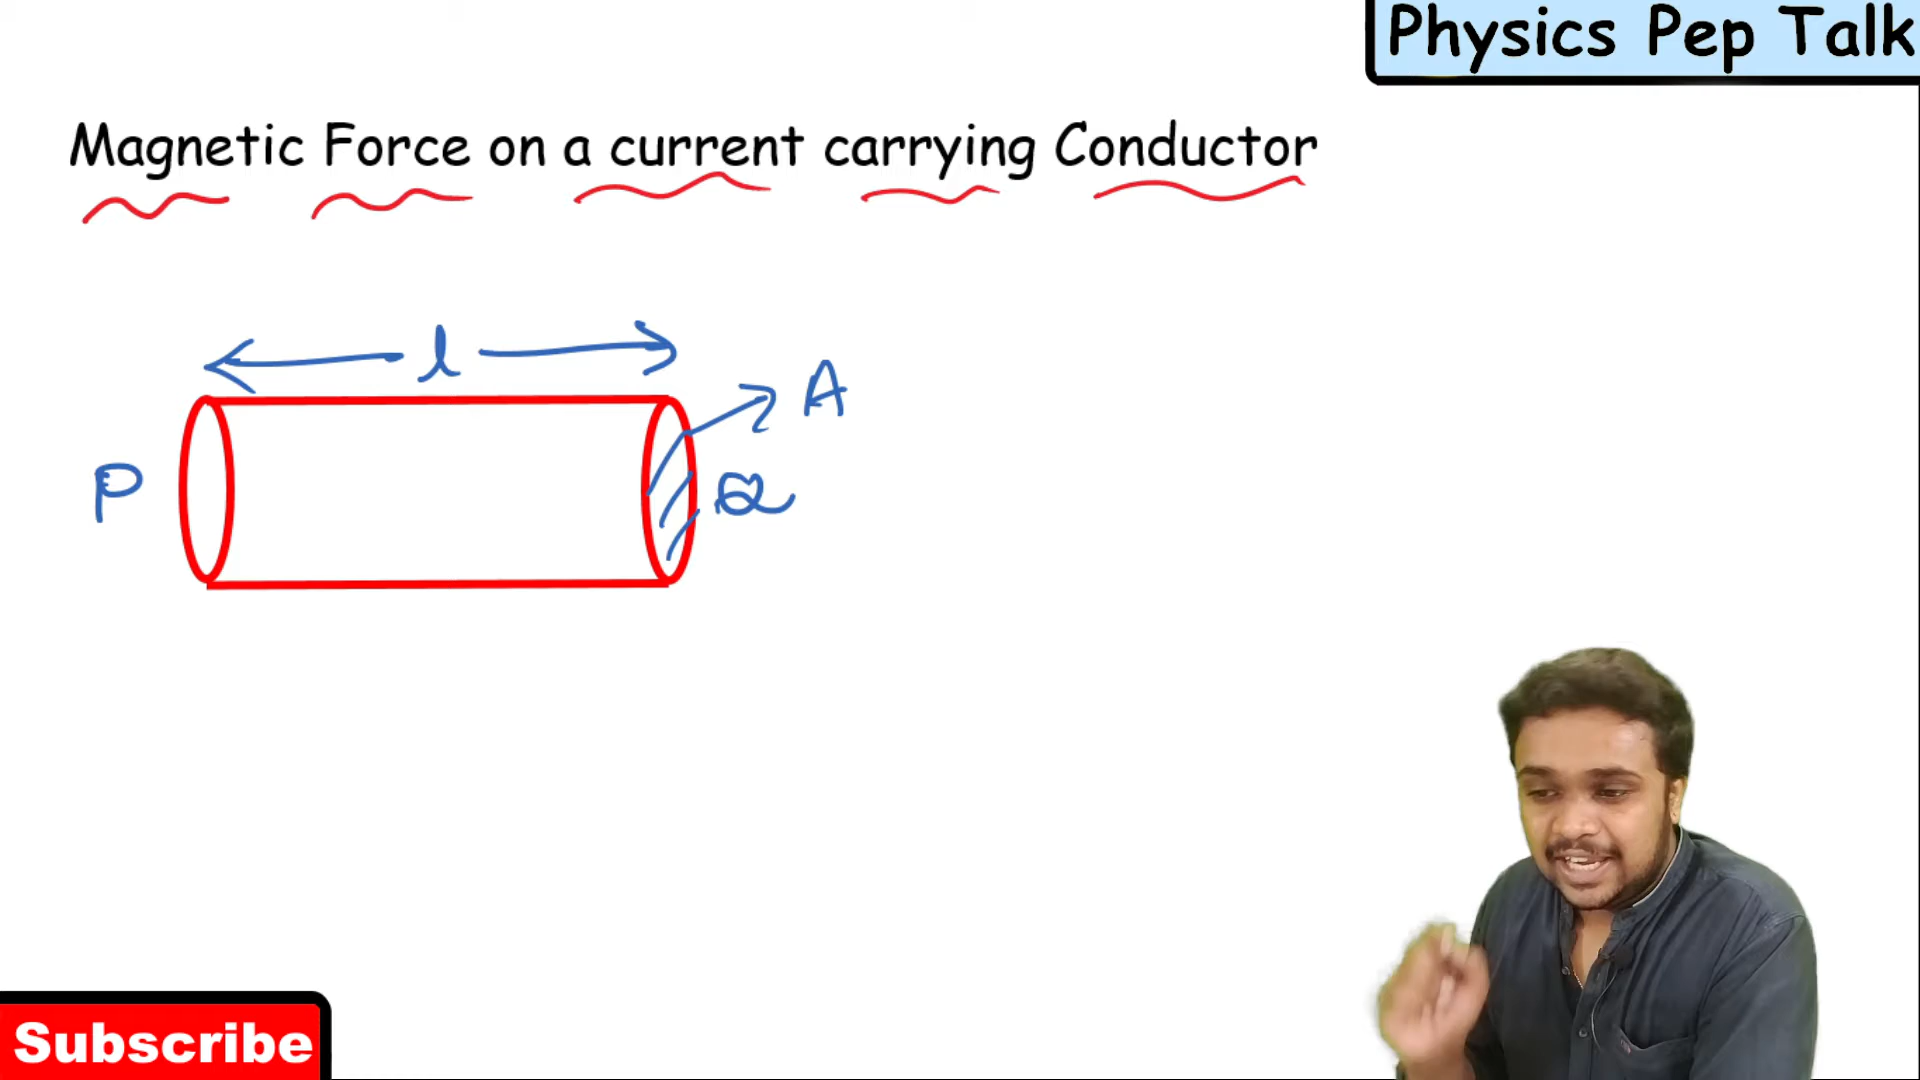 Physics Pep Talk
Magnetic Force on a current carrying Conductor
l
A
P
Q
Subscribe